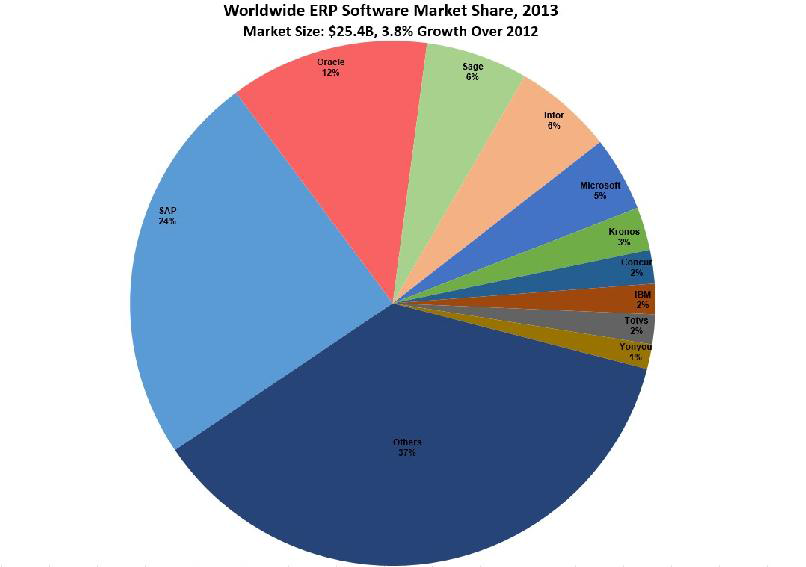 Worldwide ERP Software Market Share, 2013
Market Size: $25.4B, 3.8% Growth Over 2012
Oracle
12%
Sage
6%
Infor
6%
Microsoft
5%
SAP
24%
Kronos
3%
Concur
2%
IBM
2%
Totvs
2%
Yonyou
1%
Others
37%